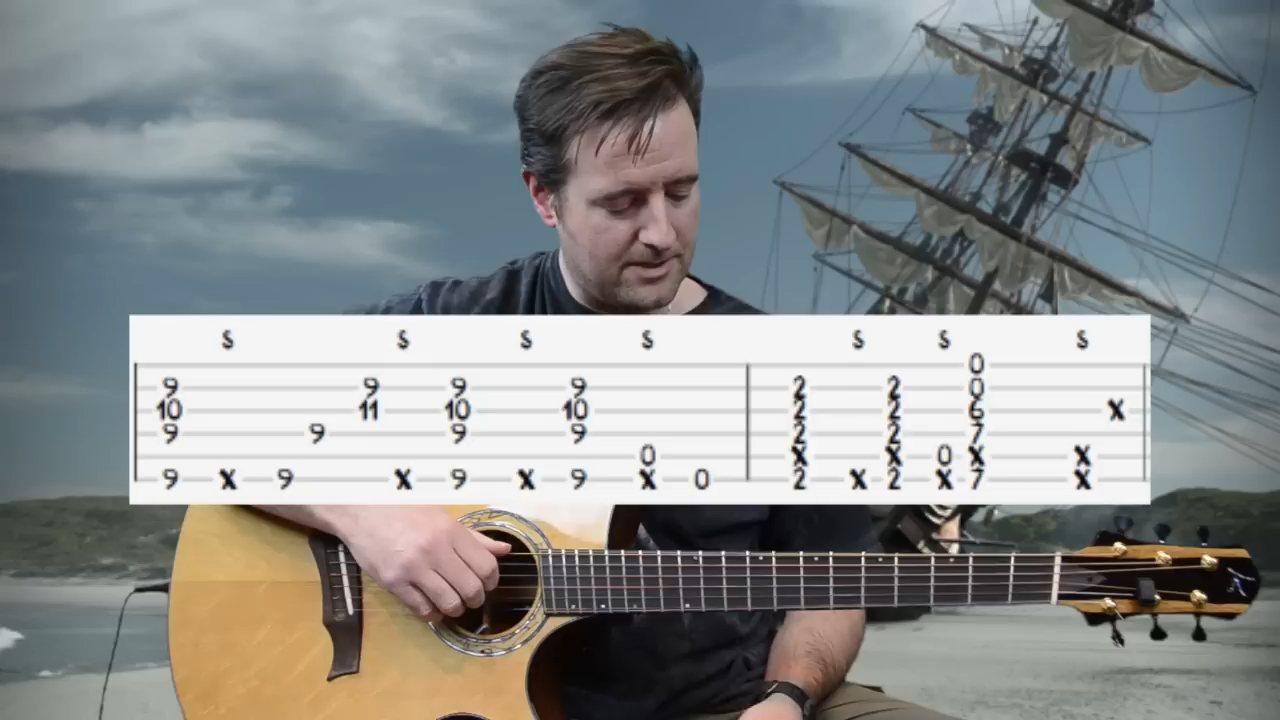 S S S S S S S
0
9 9 9 9 2 2 0
10 11 10 10 2 2 6 X
9 9 9 9 2 2 7
0 X X 0 X X
9 X 9 X 9 X 9 X 0 2 X 2 X 7 X